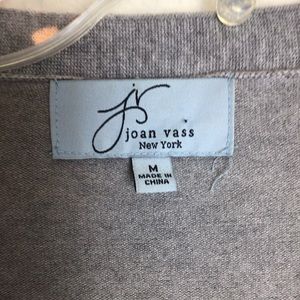 jv
joan vass
New York
M
MADE IN
CHINA